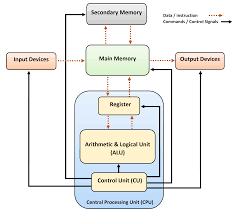 Secondary Memory
Data / Instruction
Commands / Control Signals
Input Devices
Main Memory
Output Devices
Register
Arithmetic & Logical Unit
(ALU)
Control Unit (CU)
Central Processing Unit (CPU)